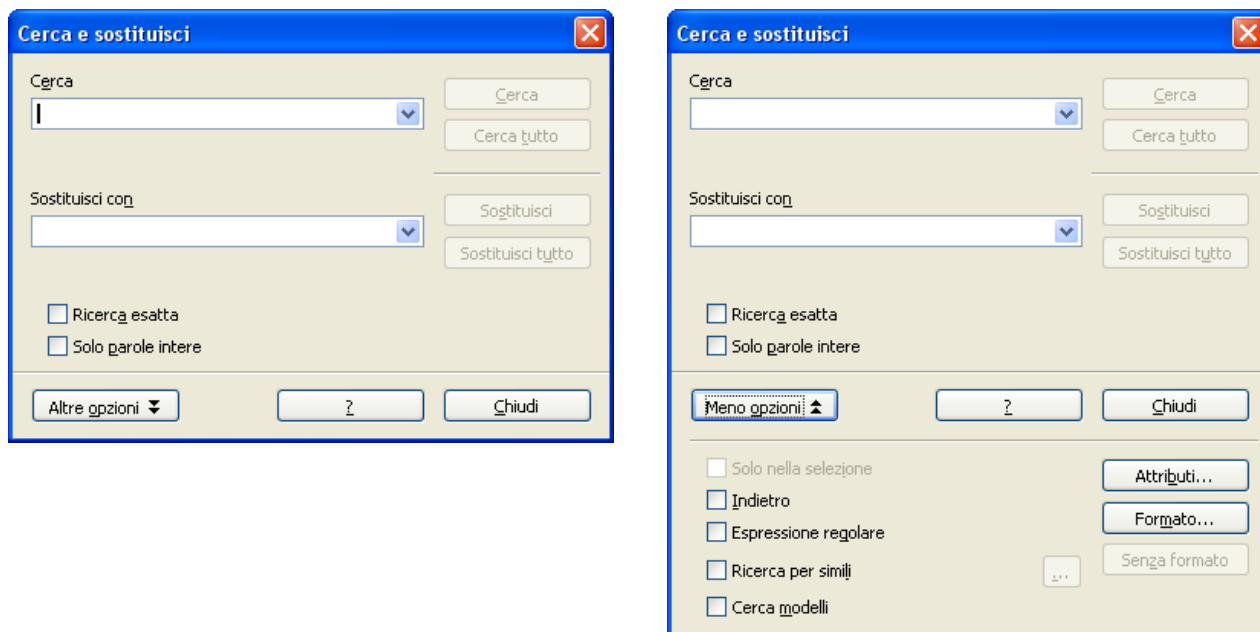 Cerca e sostituisci
Cerca
Cerca
Cerca tutto
Sostituisci con
Sostituisci
Sostituisci tutto
Ricerca esatta
Solo parole intere
Altre opzioni
?
Chiudi
Cerca e sostituisci
Cerca
Cerca
Cerca tutto
Sostituisci con
Sostituisci
Sostituisci tutto
Ricerca esatta
Solo parole intere
Meno opzioni
?
Chiudi
Solo nella selezione
Attributi...
Indietro
Formato...
Espressione regolare
Senza formato
Ricerca per simili
...
Cerca modelli